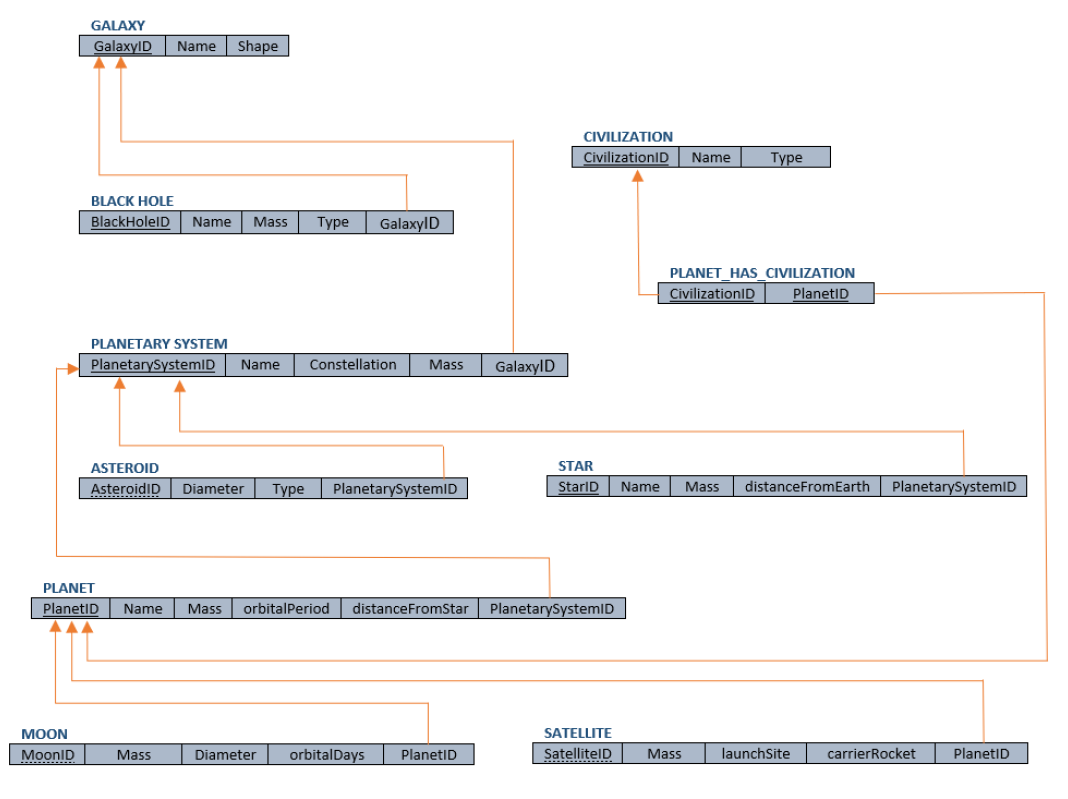 GALAXY
GalaxyID Name Shape
CIVILIZATION
CivilizationID Name Type
BLACK HOLE
BlackHoleID Name Mass Type GalaxyID
PLANET_HAS_CIVILIZATION
CivilizationID PlanetID
PLANETARY SYSTEM
PlanetarySystemID Name Constellation Mass GalaxyID
ASTEROID
AsteroidID Diameter Type PlanetarySystemID
STAR
StarID Name Mass distanceFromEarth PlanetarySystemID
PLANET
PlanetID Name Mass orbitalPeriod distanceFromStar PlanetarySystemID
MOON
MoonID Mass Diameter orbitalDays PlanetID
SATELLITE
SatelliteID Mass launchSite carrierRocket PlanetID